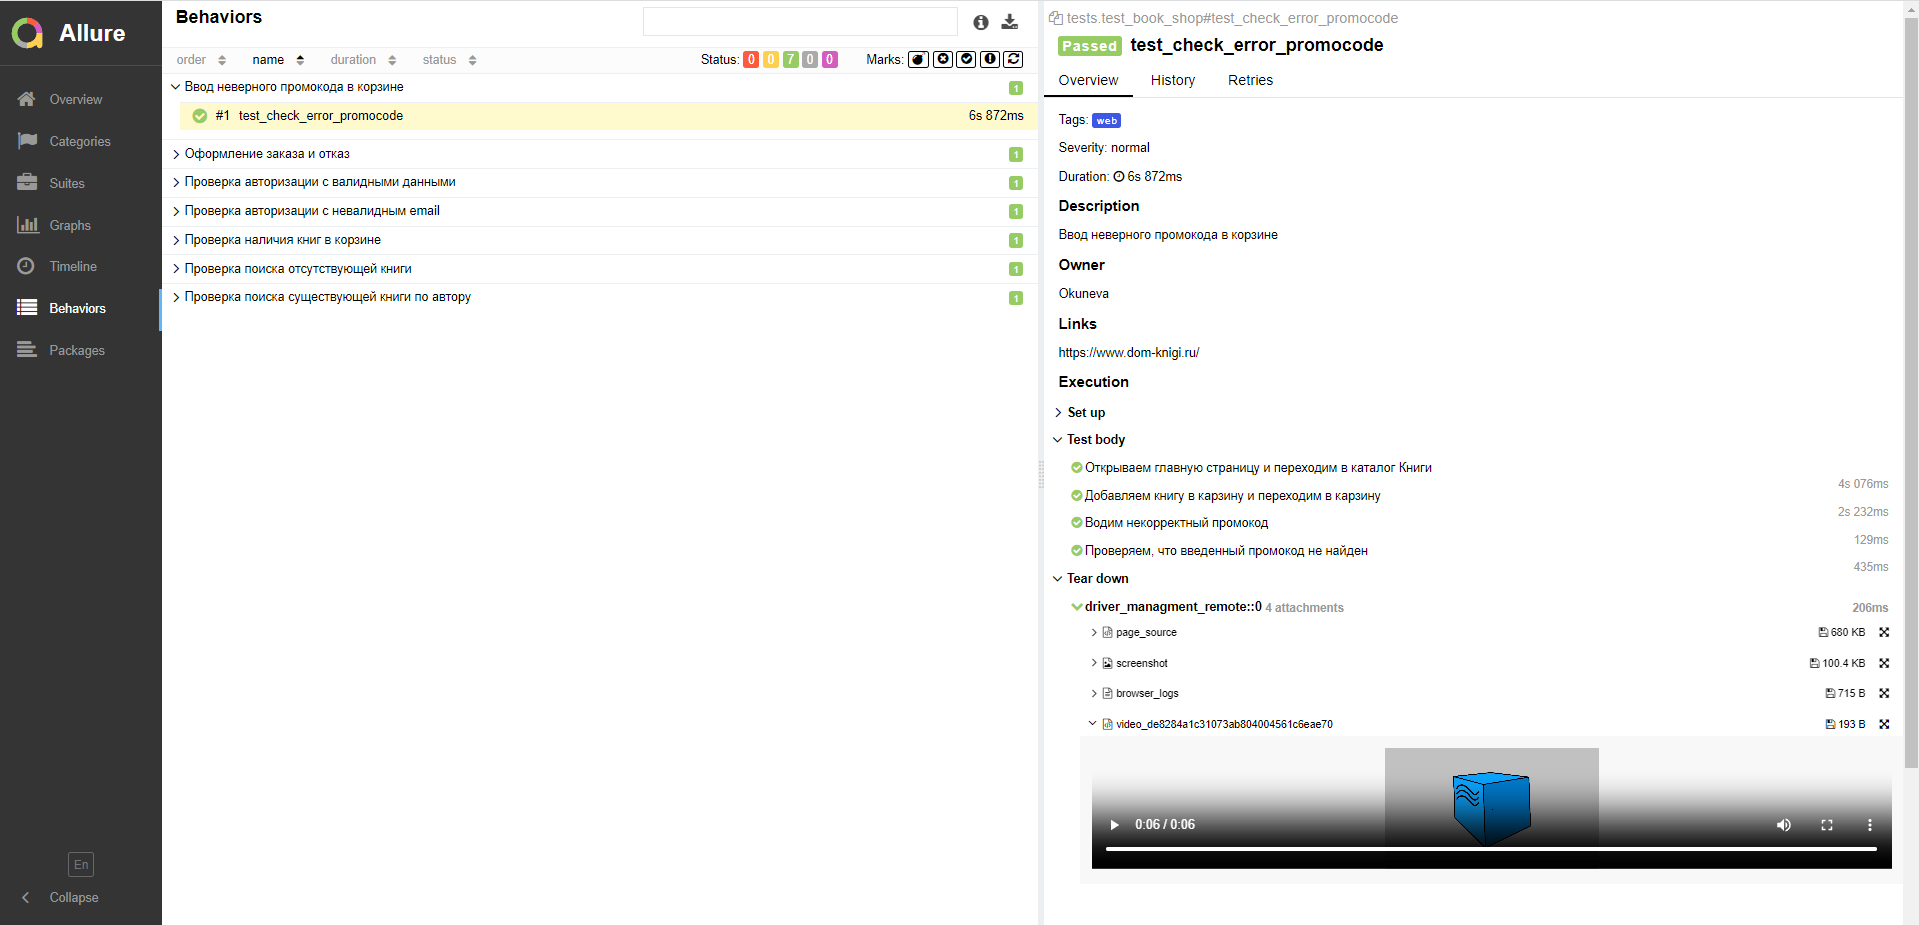 Allure
Overview
Categories
Suites
Graphs
Timeline
Behaviors
Packages
En
Collapse
Behaviors
order name duration status Status: 0 0 7 0 0 Marks:
Ввод неверного промокода в корзине 1
#1 test_check_error_promocode 6s 872ms
Оформление заказа и отказ 1
Проверка авторизации с валидными данными 1
Проверка авторизации с невалидным email 1
Проверка наличия книг в корзине 1
Проверка поиска отсутствующей книги 1
Проверка поиска существующей книги по автору 1
tests.test_book_shop#test_check_error_promocode
Passed test_check_error_promocode
Overview History Retries
Tags: web
Severity: normal
Duration: 6s 872ms
Description
Ввод неверного промокода в корзине
Owner
Okuneva
Links
https://www.dom-knigi.ru/
Execution
Set up
Test body
Открываем главную страницу и переходим в каталог Книги
4s 076ms
Добавляем книгу в карзину и переходим в карзину
2s 232ms
Водим некорректный промокод
129ms
Проверяем, что введенный промокод не найден
435ms
Tear down
driver_managment_remote::0 4 attachments 206ms
page_source 680 KB
screenshot 100.4 KB
browser_logs 715 B
video_de8284a1c31073ab804004561c6eae70 193 B
0:06 / 0:06